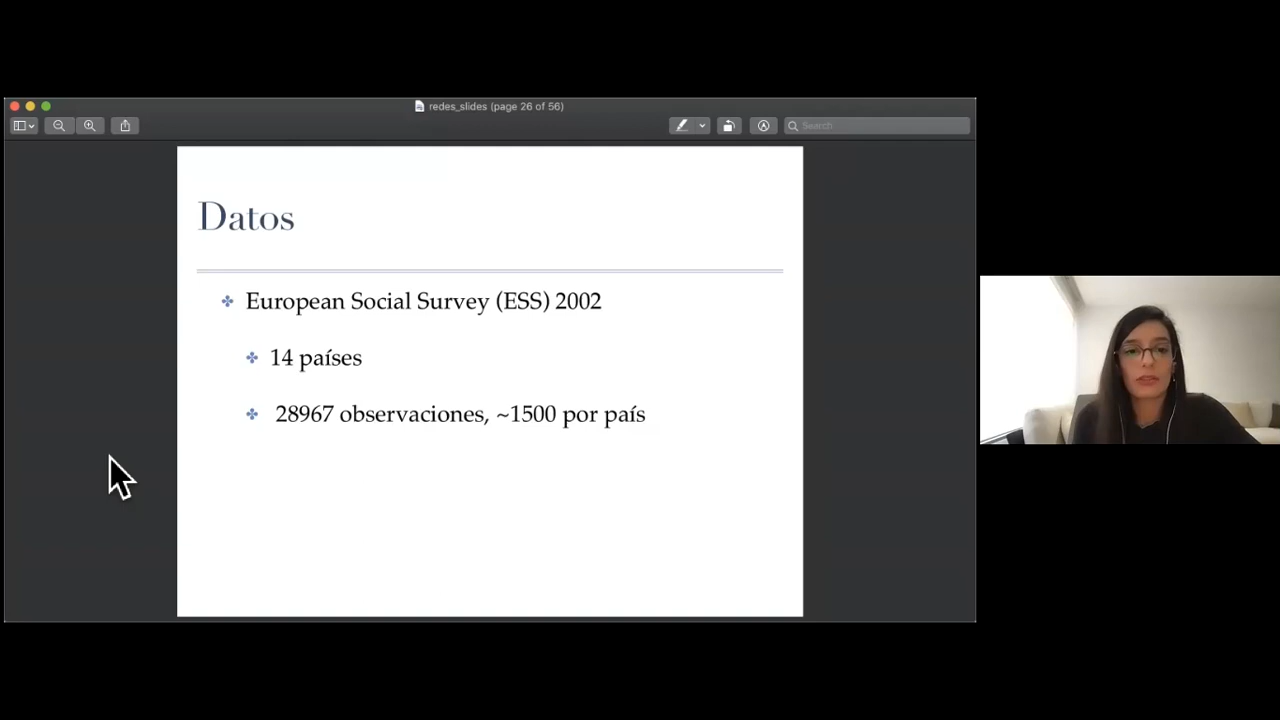 redes_slides (page 26 of 56)
Search
Datos
European Social Survey (ESS) 2002
14 países
28967 observaciones, ~1500 por país